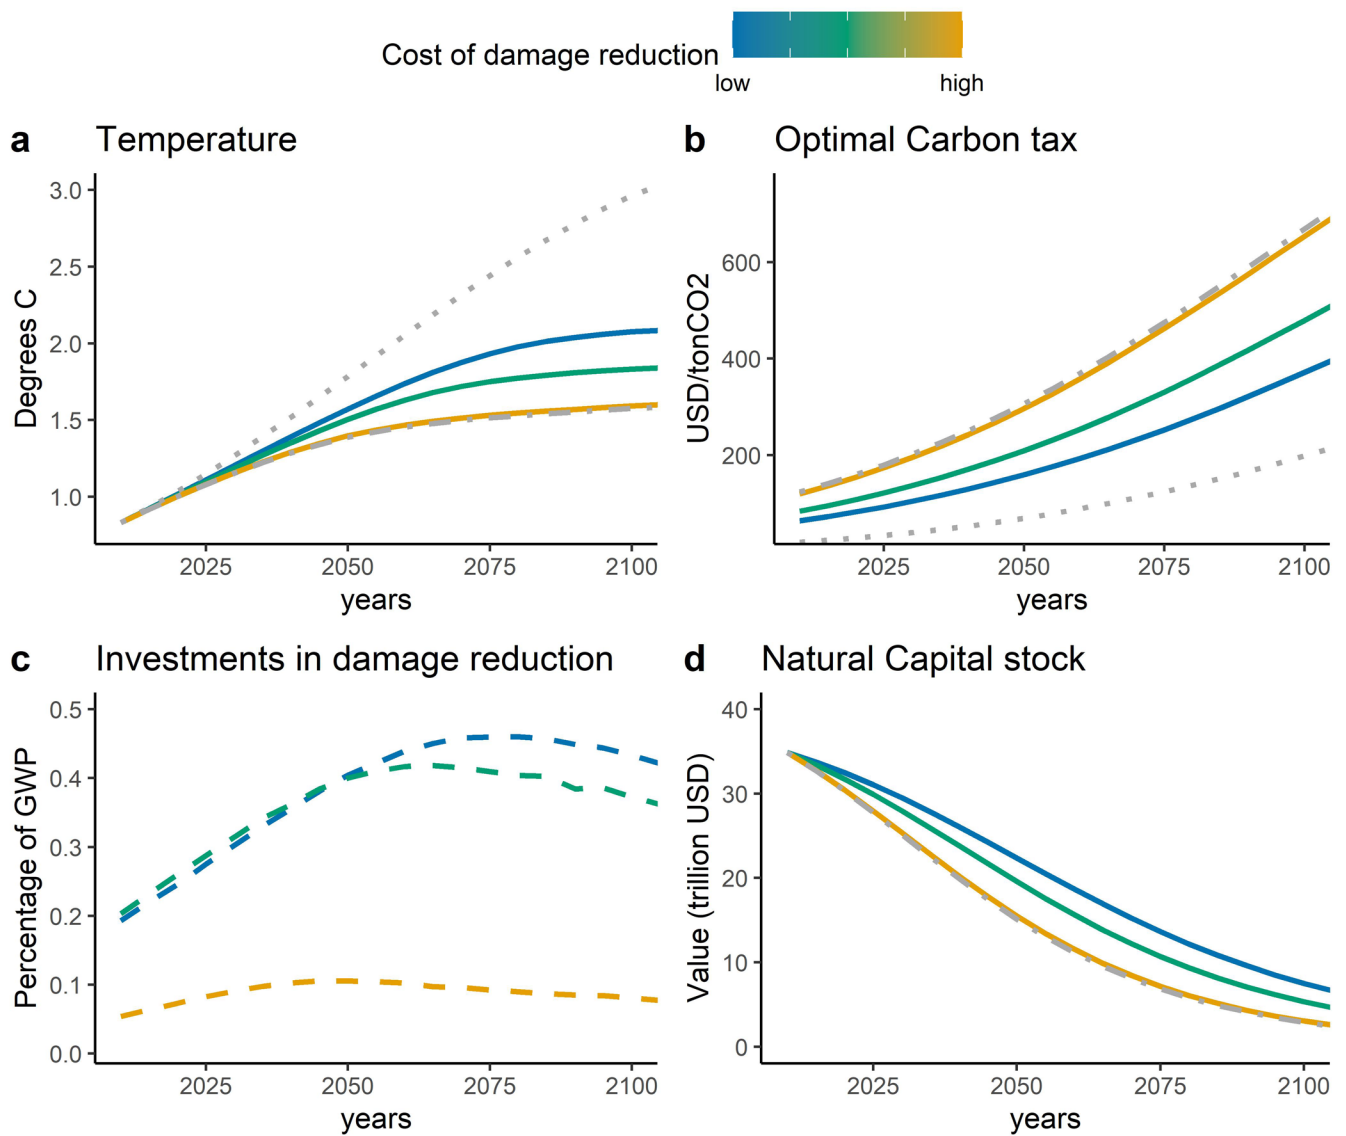 Cost of damage reduction
low high
a Temperature
3.0
2.5
2.0
1.5
1.0
Degrees C
2025 2050 2075 2100
years
b Optimal Carbon tax
600
400
200
USD/tonCO2
2025 2050 2075 2100
years
c Investments in damage reduction
0.5
0.4
0.3
0.2
0.1
0.0
Percentage of GWP
2025 2050 2075 2100
years
d Natural Capital stock
40
30
20
10
0
Value (trillion USD)
2025 2050 2075 2100
years